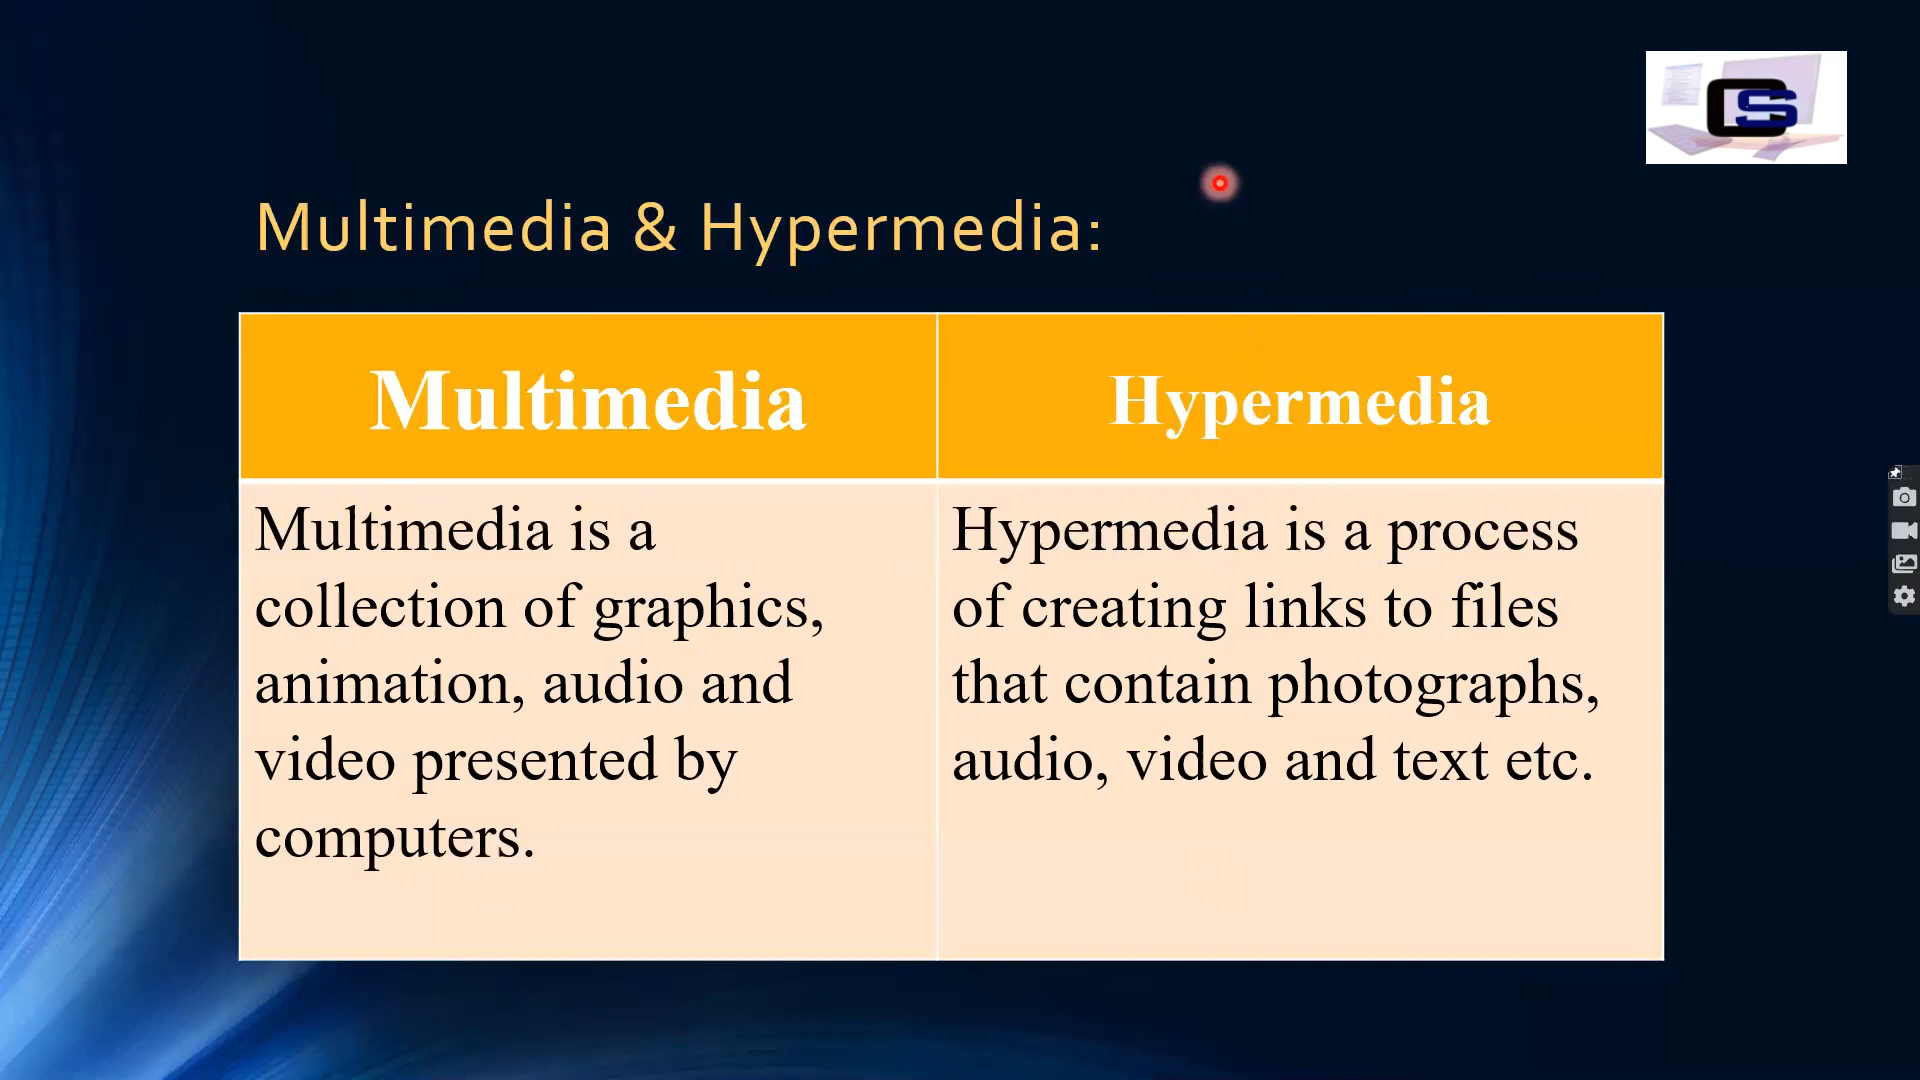 CS
Multimedia & Hypermedia:
Multimedia
Hypermedia
Multimedia is a
collection of graphics,
animation, audio and
video presented by
computers.
Hypermedia is a process
of creating links to files
that contain photographs,
audio, video and text etc.